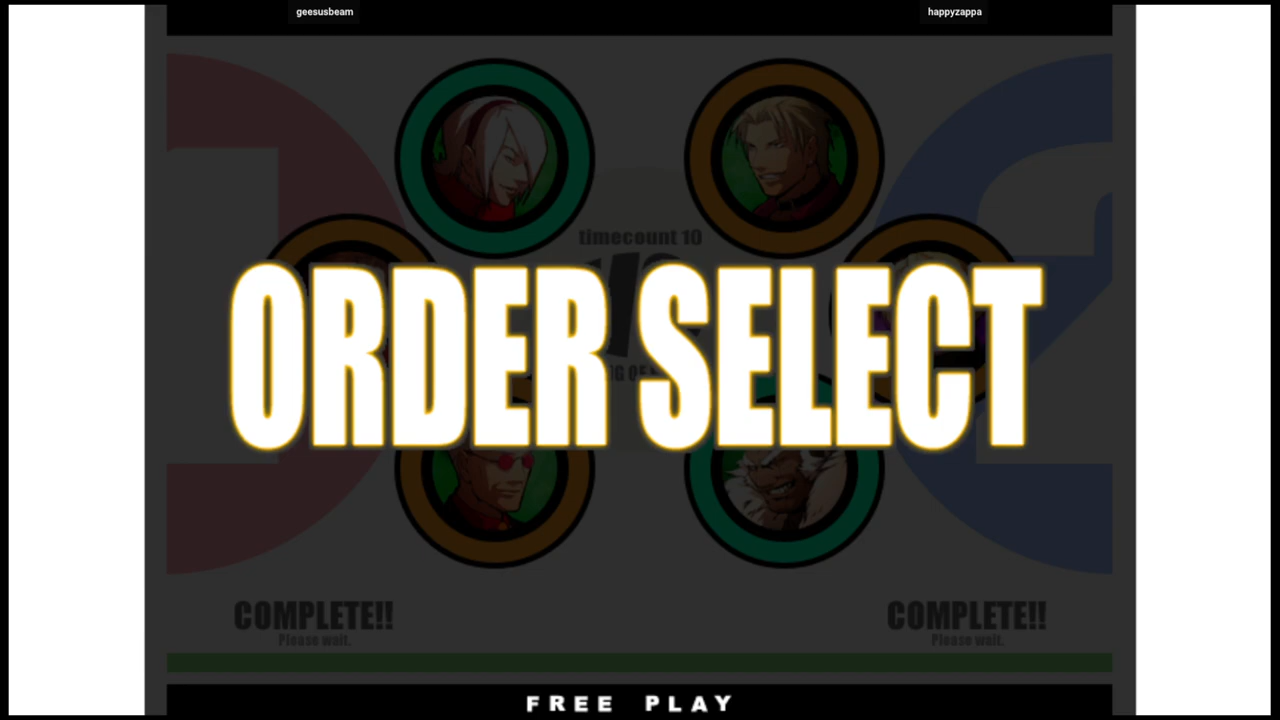 geesusbeam happyzappa
timecount 10
ORDER SELECT
COMPLETE!! COMPLETE!!
Please wait. Please wait.
FREE PLAY